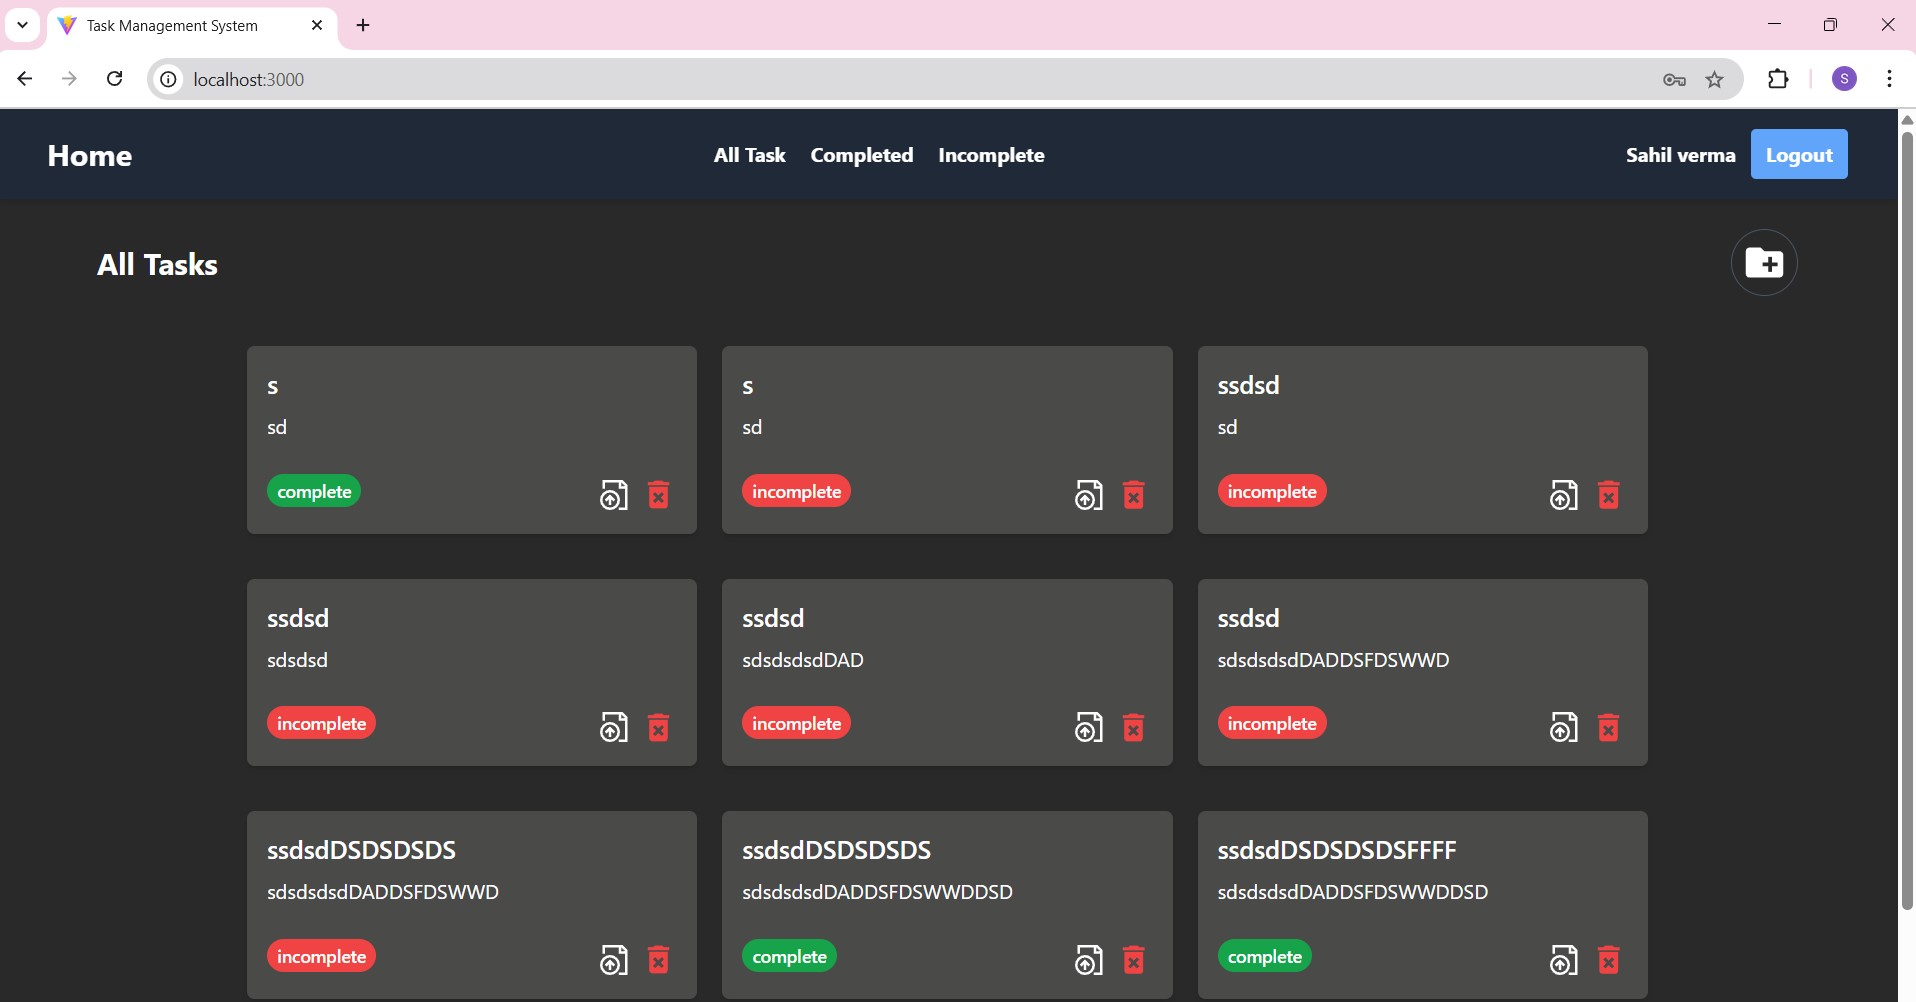 Task Management System
localhost:3000
S
Home
All Task Completed Incomplete
Sahil verma Logout
All Tasks
s
sd
complete
s
sd
incomplete
ssdsd
sd
incomplete
ssdsd
sdsdsd
incomplete
ssdsd
sdsdsdsdDAD
incomplete
ssdsd
sdsdsdsdDADDSFDSWWD
incomplete
ssdsdDSDSDSDS
sdsdsdsdDADDSFDSWWD
incomplete
ssdsdDSDSDSDS
sdsdsdsdDADDSFDSWWDDSD
complete
ssdsdDSDSDSDSFFFF
sdsdsdsdDADDSFDSWWDDSD
complete